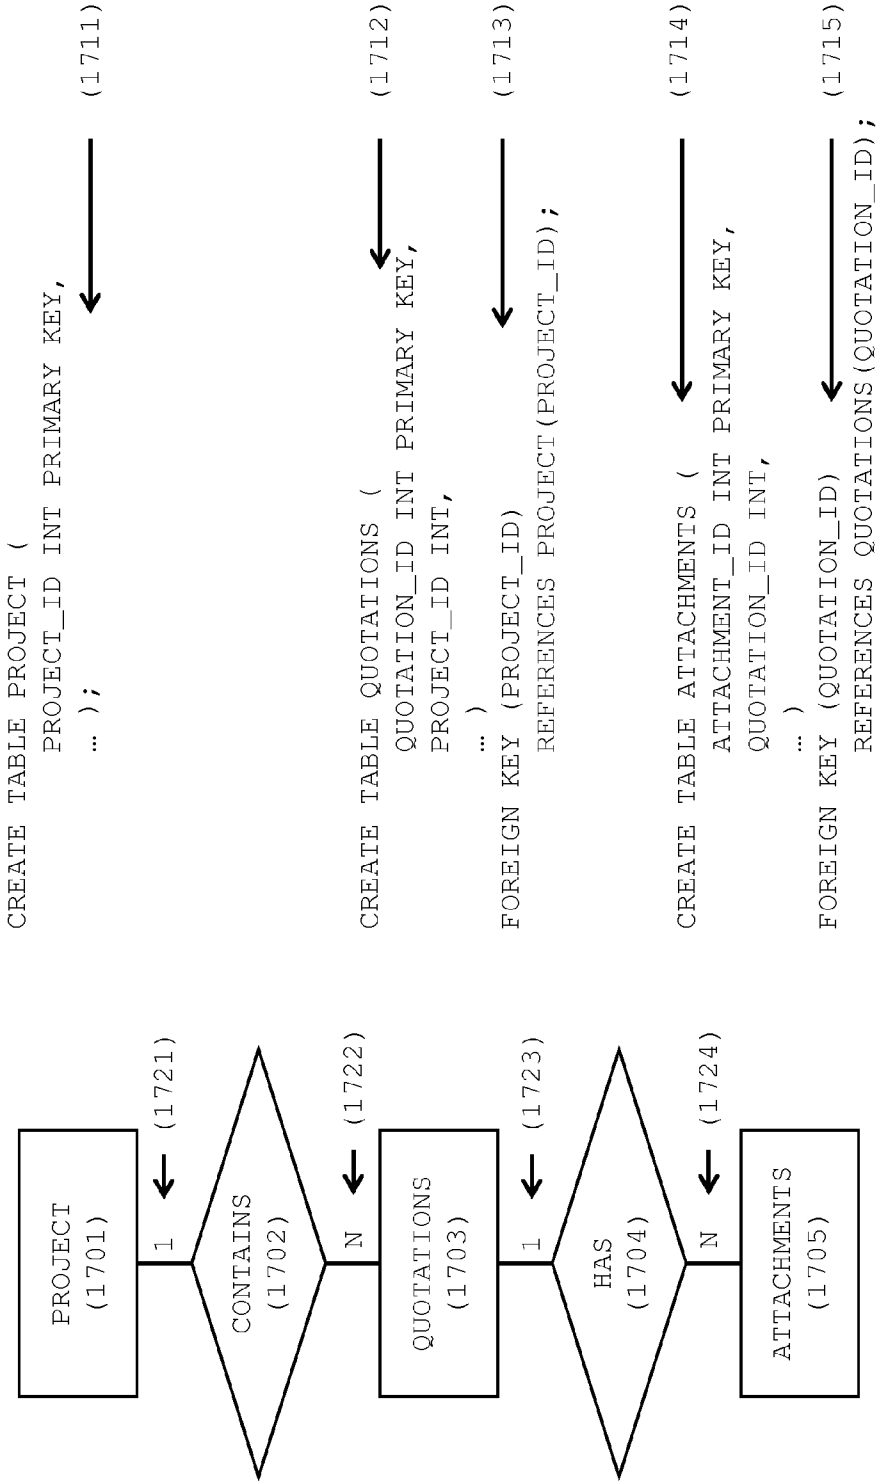 PROJECT
(1701)
1
(1721)
CONTAINS
(1702)
N
(1722)
QUOTATIONS
(1703)
1
(1723)
HAS
(1704)
N
(1724)
ATTACHMENTS
(1705)
CREATE TABLE PROJECT (
PROJECT_ID INT PRIMARY KEY,
… );
(1711)
CREATE TABLE QUOTATIONS (
QUOTATION_ID INT PRIMARY KEY,
PROJECT_ID INT,
… )
(1712)
FOREIGN KEY (PROJECT_ID)
REFERENCES PROJECT(PROJECT_ID);
(1713)
CREATE TABLE ATTACHMENTS (
ATTACHMENT_ID INT PRIMARY KEY,
QUOTATION_ID INT,
… )
(1714)
FOREIGN KEY (QUOTATION_ID)
REFERENCES QUOTATIONS(QUOTATION_ID);
(1715)